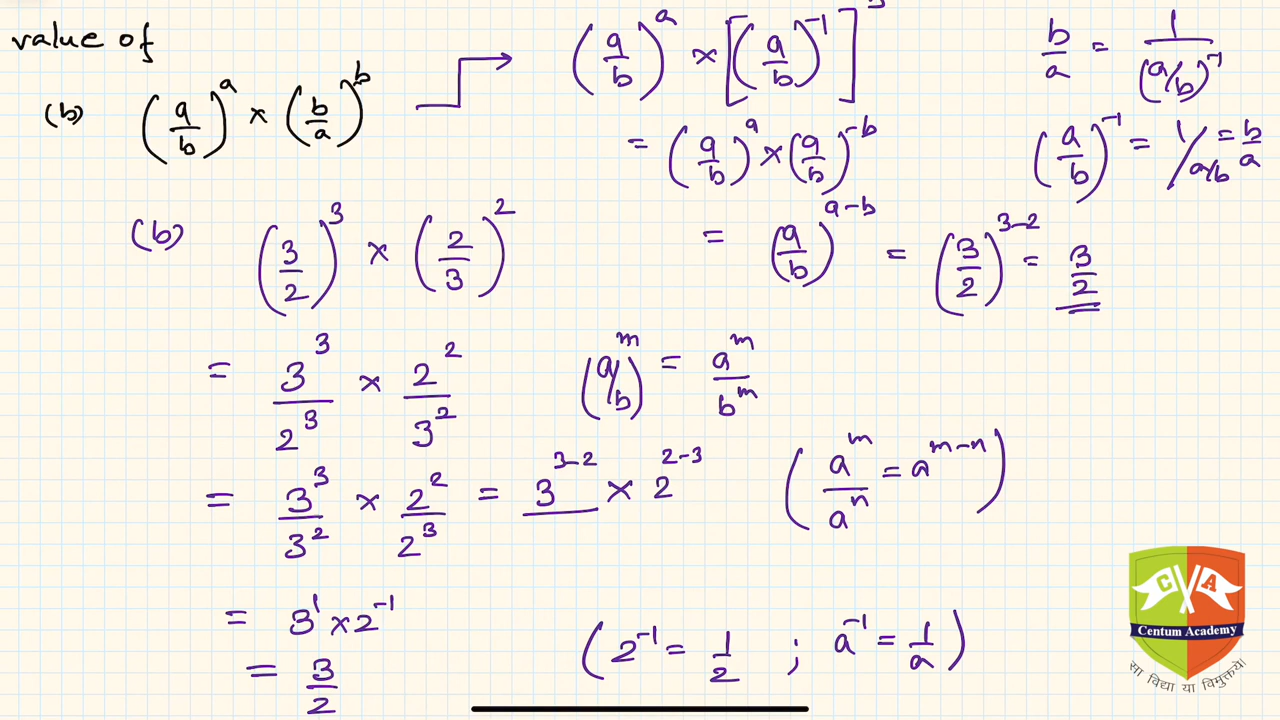 value of
(b) (a/b)^a × (b/a)^b
(a/b)^a × [(a/b)^-1]
b/a = 1/(a/b)^-1
= (a/b)^a × (a/b)^-b
(a/b)^-1 = 1/a/b = b/a
(b) (3/2)^3 × (2/3)^2
= (a/b)^a-b = (3/2)^3-2 = 3/2
= 3^3/2^3 × 2^2/3^2
(a/b)^m = a^m/b^m
= 3^3/3^2 × 2^2/2^3 = 3^3-2 × 2^2-3
(a^m/a^n = a^m-n)
= 3^1 × 2^-1
(2^-1 = 1/2 ; a^-1 = 1/a)
= 3/2
C A
Centum Academy
सा विद्या या विमुक्तये।